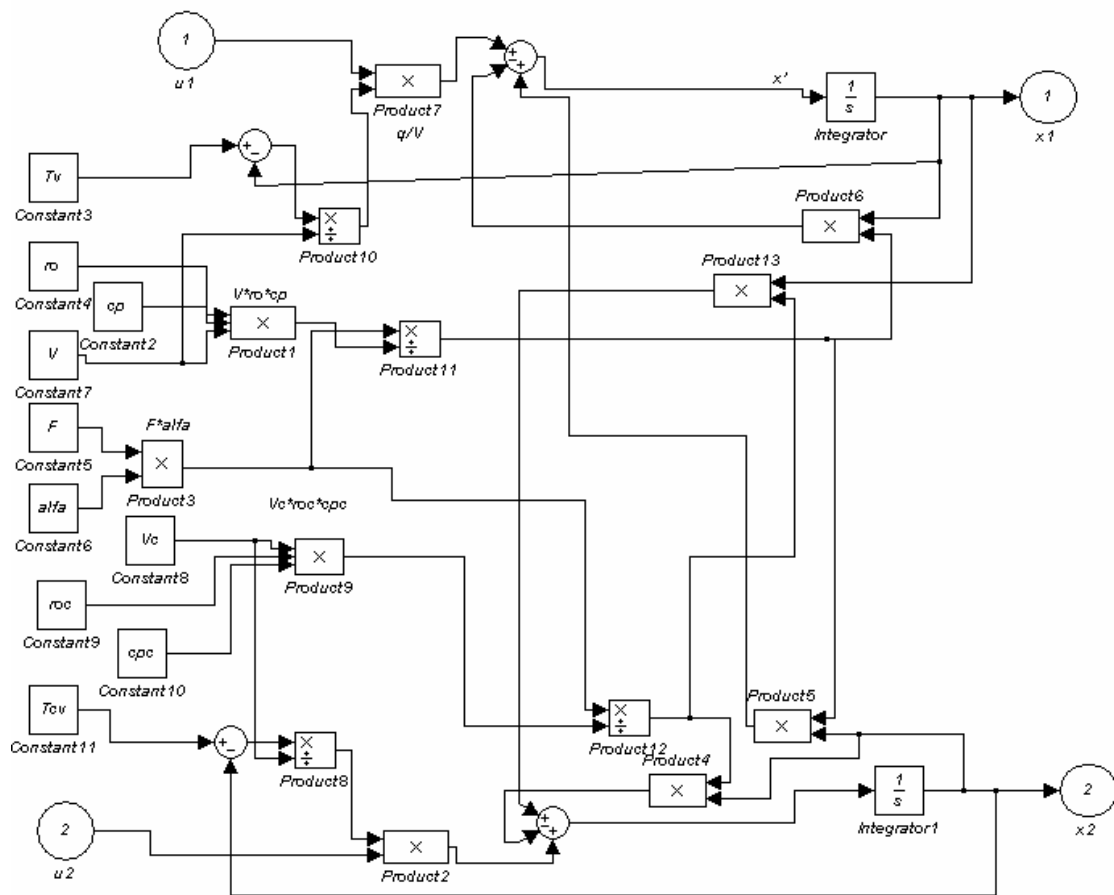 1
u1
×
Product7
q/V
+
-
+
x'
1
s
Integrator
1
x1
Tv
Constant3
+
-
×
÷
Product10
Product6
×
Product13
×
ro
Constant4
cp
Constant2
V*ro*cp
×
Product1
×
÷
Product11
V
Constant7
F
Constant5
F*alfa
×
Product3
alfa
Constant6
Vc
Constant8
Vc*roc*cpc
×
Product9
roc
Constant9
cpc
Constant10
Tcv
Constant11
+
-
×
÷
Product8
×
÷
Product12
Product5
×
Product4
×
+
-
+
1
s
Integrator1
2
x2
2
u2
×
Product2